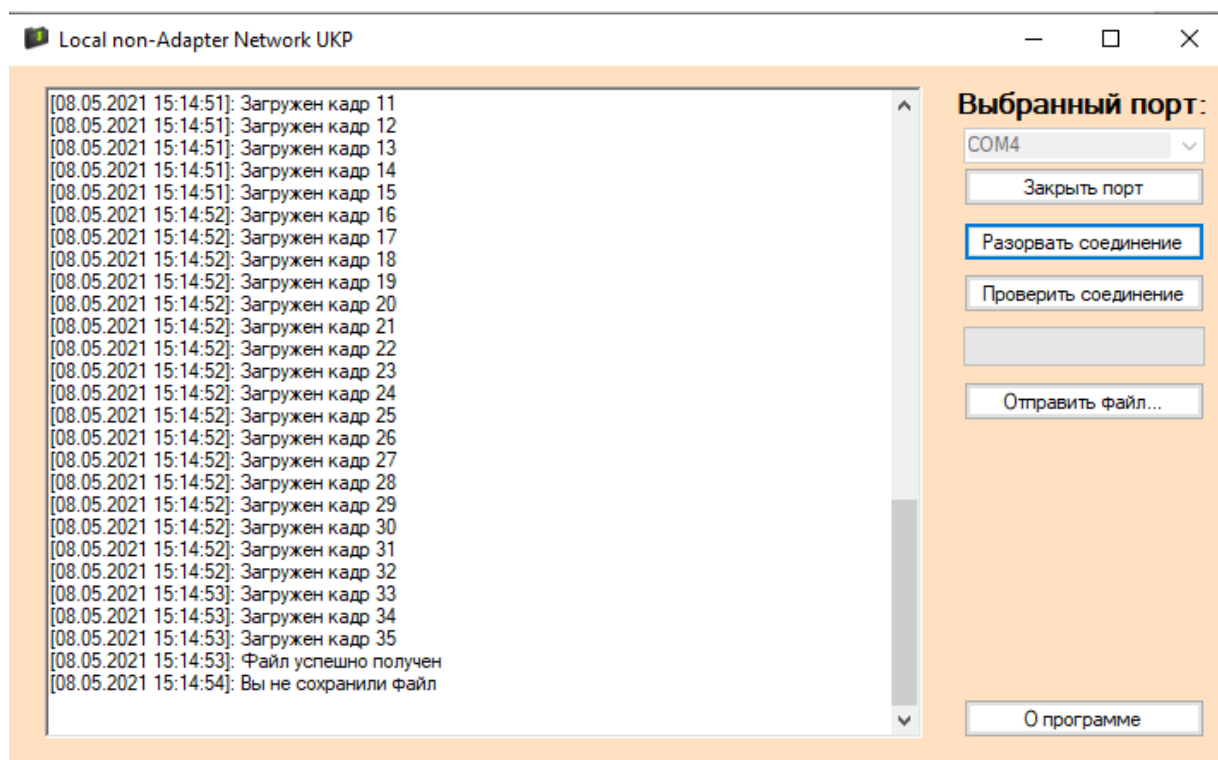 Local non-Adapter Network UKP
[08.05.2021 15:14:51]: Загружен кадр 11
[08.05.2021 15:14:51]: Загружен кадр 12
[08.05.2021 15:14:51]: Загружен кадр 13
[08.05.2021 15:14:51]: Загружен кадр 14
[08.05.2021 15:14:51]: Загружен кадр 15
[08.05.2021 15:14:52]: Загружен кадр 16
[08.05.2021 15:14:52]: Загружен кадр 17
[08.05.2021 15:14:52]: Загружен кадр 18
[08.05.2021 15:14:52]: Загружен кадр 19
[08.05.2021 15:14:52]: Загружен кадр 20
[08.05.2021 15:14:52]: Загружен кадр 21
[08.05.2021 15:14:52]: Загружен кадр 22
[08.05.2021 15:14:52]: Загружен кадр 23
[08.05.2021 15:14:52]: Загружен кадр 24
[08.05.2021 15:14:52]: Загружен кадр 25
[08.05.2021 15:14:52]: Загружен кадр 26
[08.05.2021 15:14:52]: Загружен кадр 27
[08.05.2021 15:14:52]: Загружен кадр 28
[08.05.2021 15:14:52]: Загружен кадр 29
[08.05.2021 15:14:52]: Загружен кадр 30
[08.05.2021 15:14:52]: Загружен кадр 31
[08.05.2021 15:14:52]: Загружен кадр 32
[08.05.2021 15:14:53]: Загружен кадр 33
[08.05.2021 15:14:53]: Загружен кадр 34
[08.05.2021 15:14:53]: Загружен кадр 35
[08.05.2021 15:14:53]: Файл успешно получен
[08.05.2021 15:14:54]: Вы не сохранили файл
Выбранный порт:
COM4
Закрыть порт
Разорвать соединение
Проверить соединение
Отправить файл...
О программе